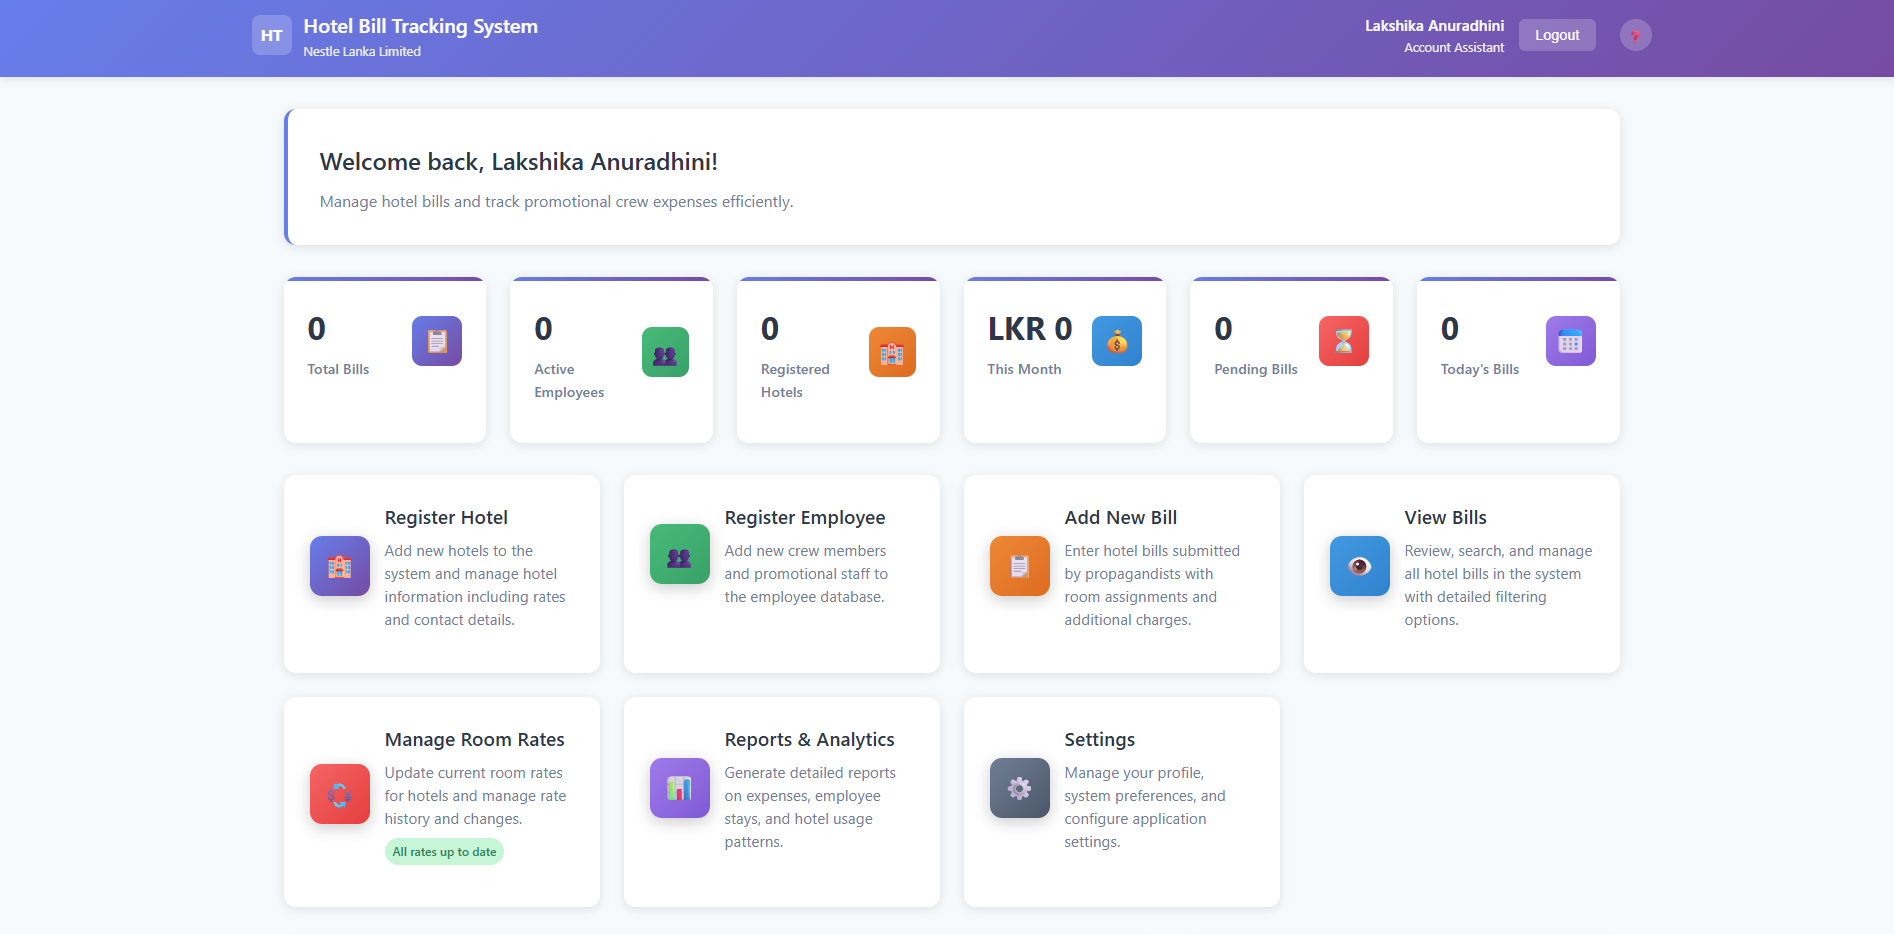 HT
Hotel Bill Tracking System
Nestle Lanka Limited
Lakshika Anuradhini
Account Assistant
Logout
Welcome back, Lakshika Anuradhini!
Manage hotel bills and track promotional crew expenses efficiently.
0
Total Bills
0
Active
Employees
0
Registered
Hotels
LKR 0
This Month
0
Pending Bills
0
Today's Bills
Register Hotel
Add new hotels to the
system and manage hotel
information including rates
and contact details.
Register Employee
Add new crew members
and promotional staff to
the employee database.
Add New Bill
Enter hotel bills submitted
by propagandists with
room assignments and
additional charges.
View Bills
Review, search, and manage
all hotel bills in the system
with detailed filtering
options.
Manage Room Rates
Update current room rates
for hotels and manage rate
history and changes.
All rates up to date
Reports & Analytics
Generate detailed reports
on expenses, employee
stays, and hotel usage
patterns.
Settings
Manage your profile,
system preferences, and
configure application
settings.